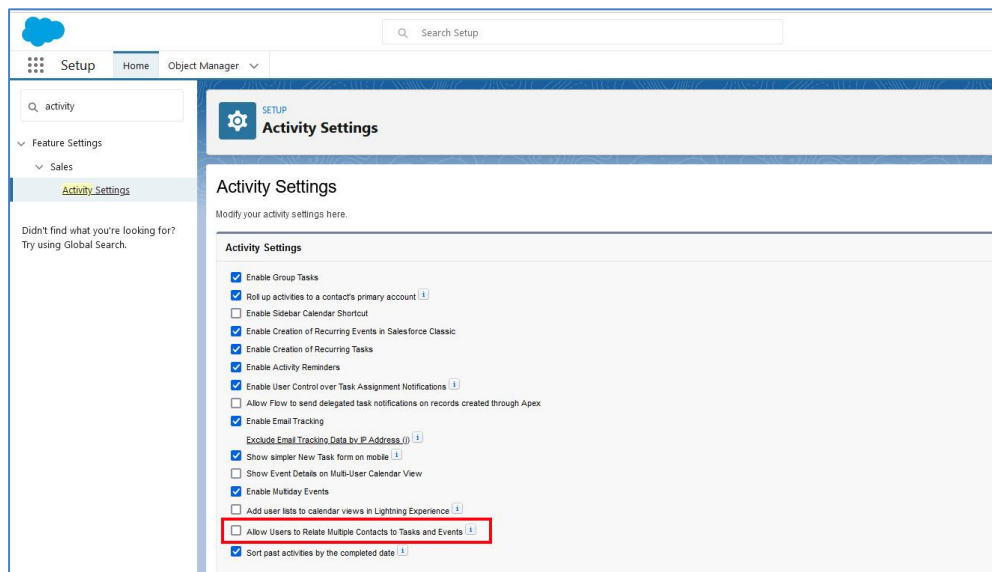 Search Setup
Setup
Home
Object Manager
activity
Feature Settings
Sales
Activity Settings
Didn't find what you're looking for?
Try using Global Search.
SETUP
Activity Settings
Activity Settings
Modify your activity settings here.
Activity Settings
Enable Group Tasks
Roll up activities to a contact's primary account i
Enable Sidebar Calendar Shortcut
Enable Creation of Recurring Events in Salesforce Classic
Enable Creation of Recurring Tasks
Enable Activity Reminders
Enable User Control over Task Assignment Notifications i
Allow Flow to send delegated task notifications on records created through Apex
Enable Email Tracking
Exclude Email Tracking Data by IP Address (i) i
Show simpler New Task form on mobile i
Show Event Details on Multi-User Calendar View
Enable Multiday Events
Add user lists to calendar views in Lightning Experience i
Allow Users to Relate Multiple Contacts to Tasks and Events i
Sort past activities by the completed date i